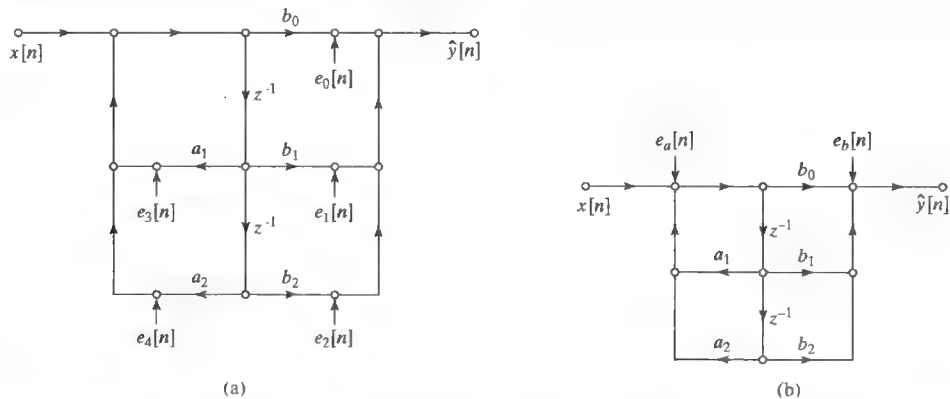 b₀
x[n]
e₀[n]
ŷ[n]
z⁻¹
a₁
b₁
e₃[n]
e₁[n]
z⁻¹
a₂
b₂
e₄[n]
e₂[n]
(a)
eₐ[n]
e_b[n]
b₀
x[n]
ŷ[n]
z⁻¹
a₁
b₁
z⁻¹
a₂
b₂
(b)